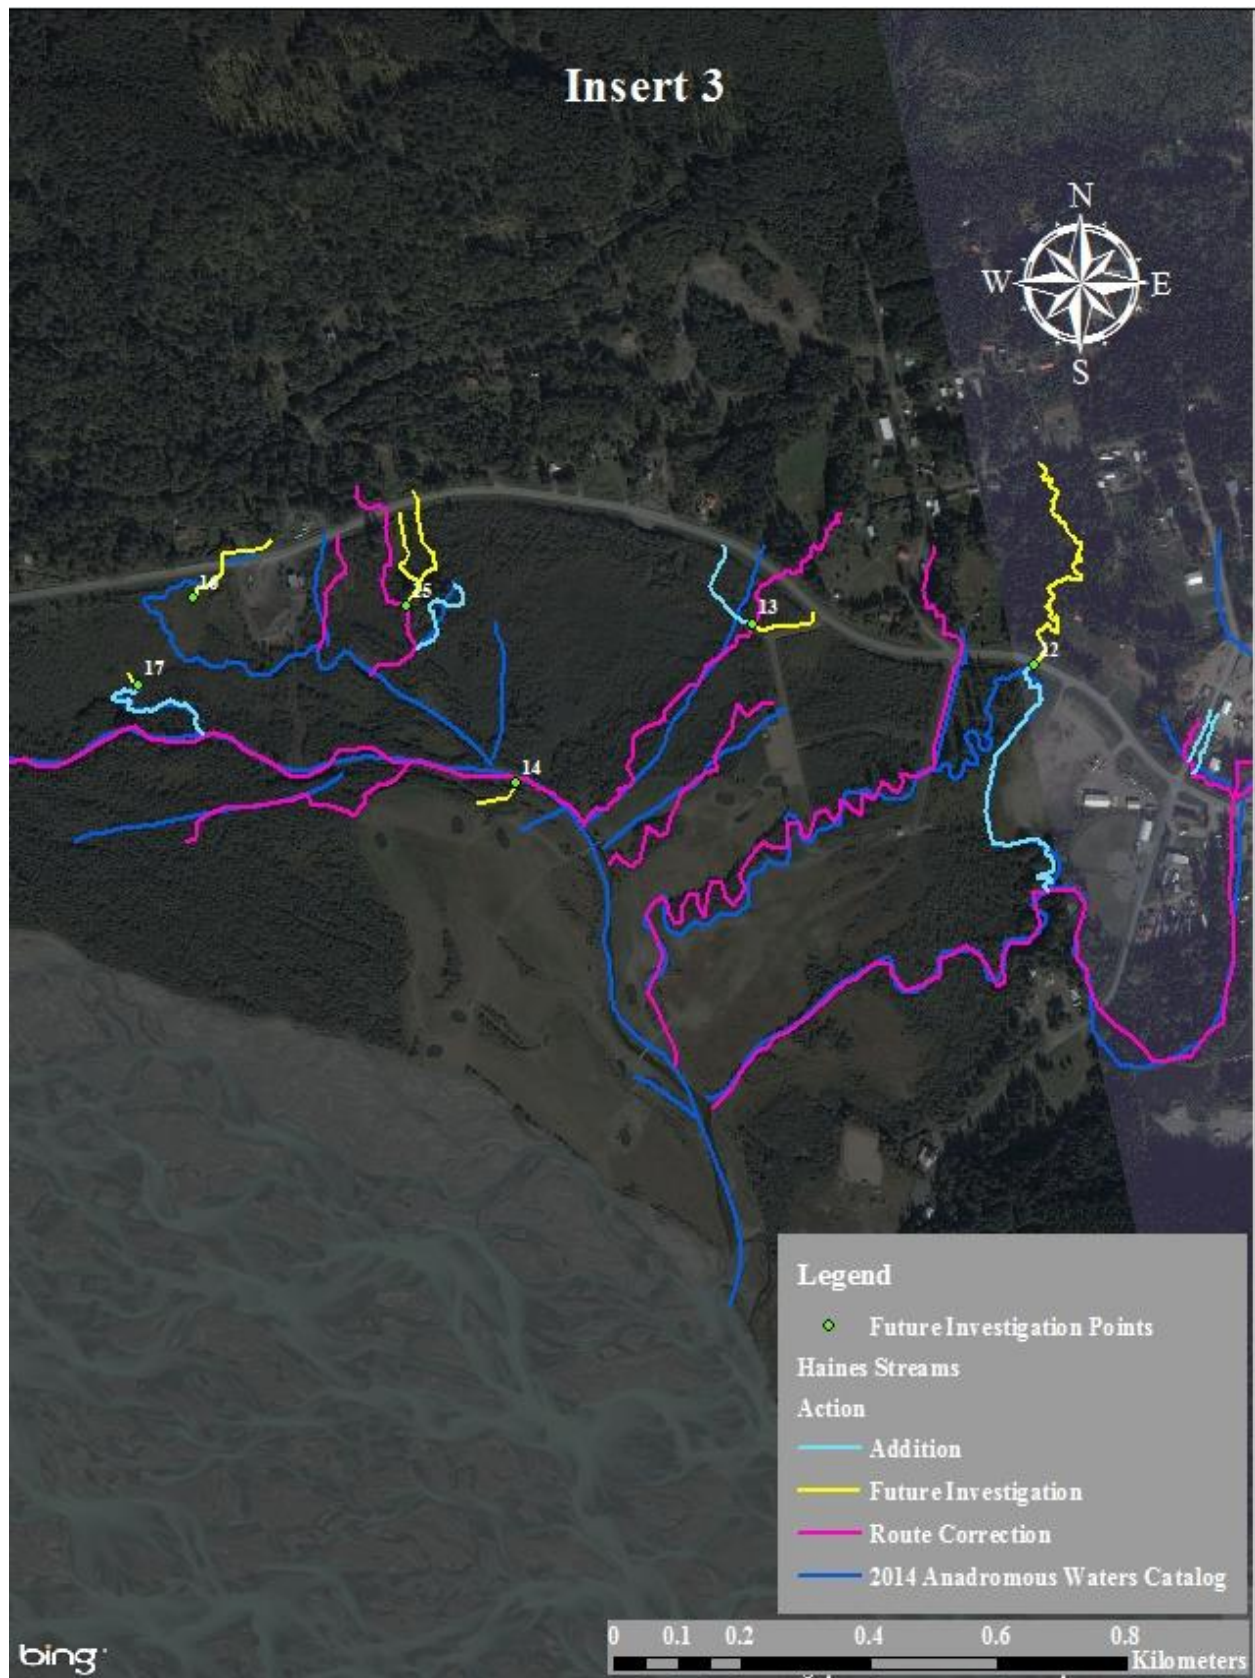 Insert 3
N
W E
S
16
25
13
12
17
14
Legend
Future Investigation Points
Haines Streams
Action
Addition
Future Investigation
Route Correction
2014 Anadromous Waters Catalog
0 0.1 0.2 0.4 0.6 0.8
Kilometers
bing